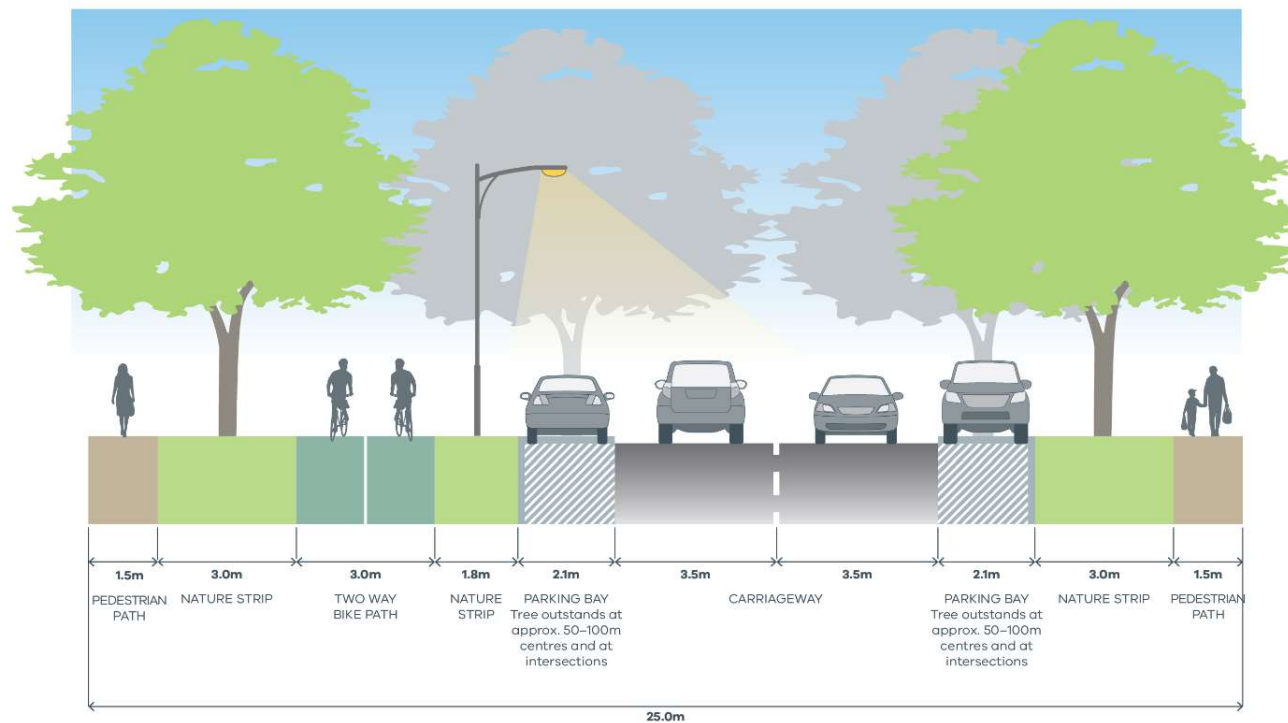 1.5m
3.0m
3.0m
1.8m
2.1m
3.5m
3.5m
2.1m
3.0m
1.5m
PEDESTRIAN
PATH
NATURE STRIP
TWO WAY
BIKE PATH
NATURE
STRIP
PARKING BAY
Tree outstands at
approx. 50–100m
centres and at
intersections
CARRIAGEWAY
PARKING BAY
Tree outstands at
approx. 50–100m
centres and at
intersections
NATURE STRIP
PEDESTRIAN
PATH
25.0m